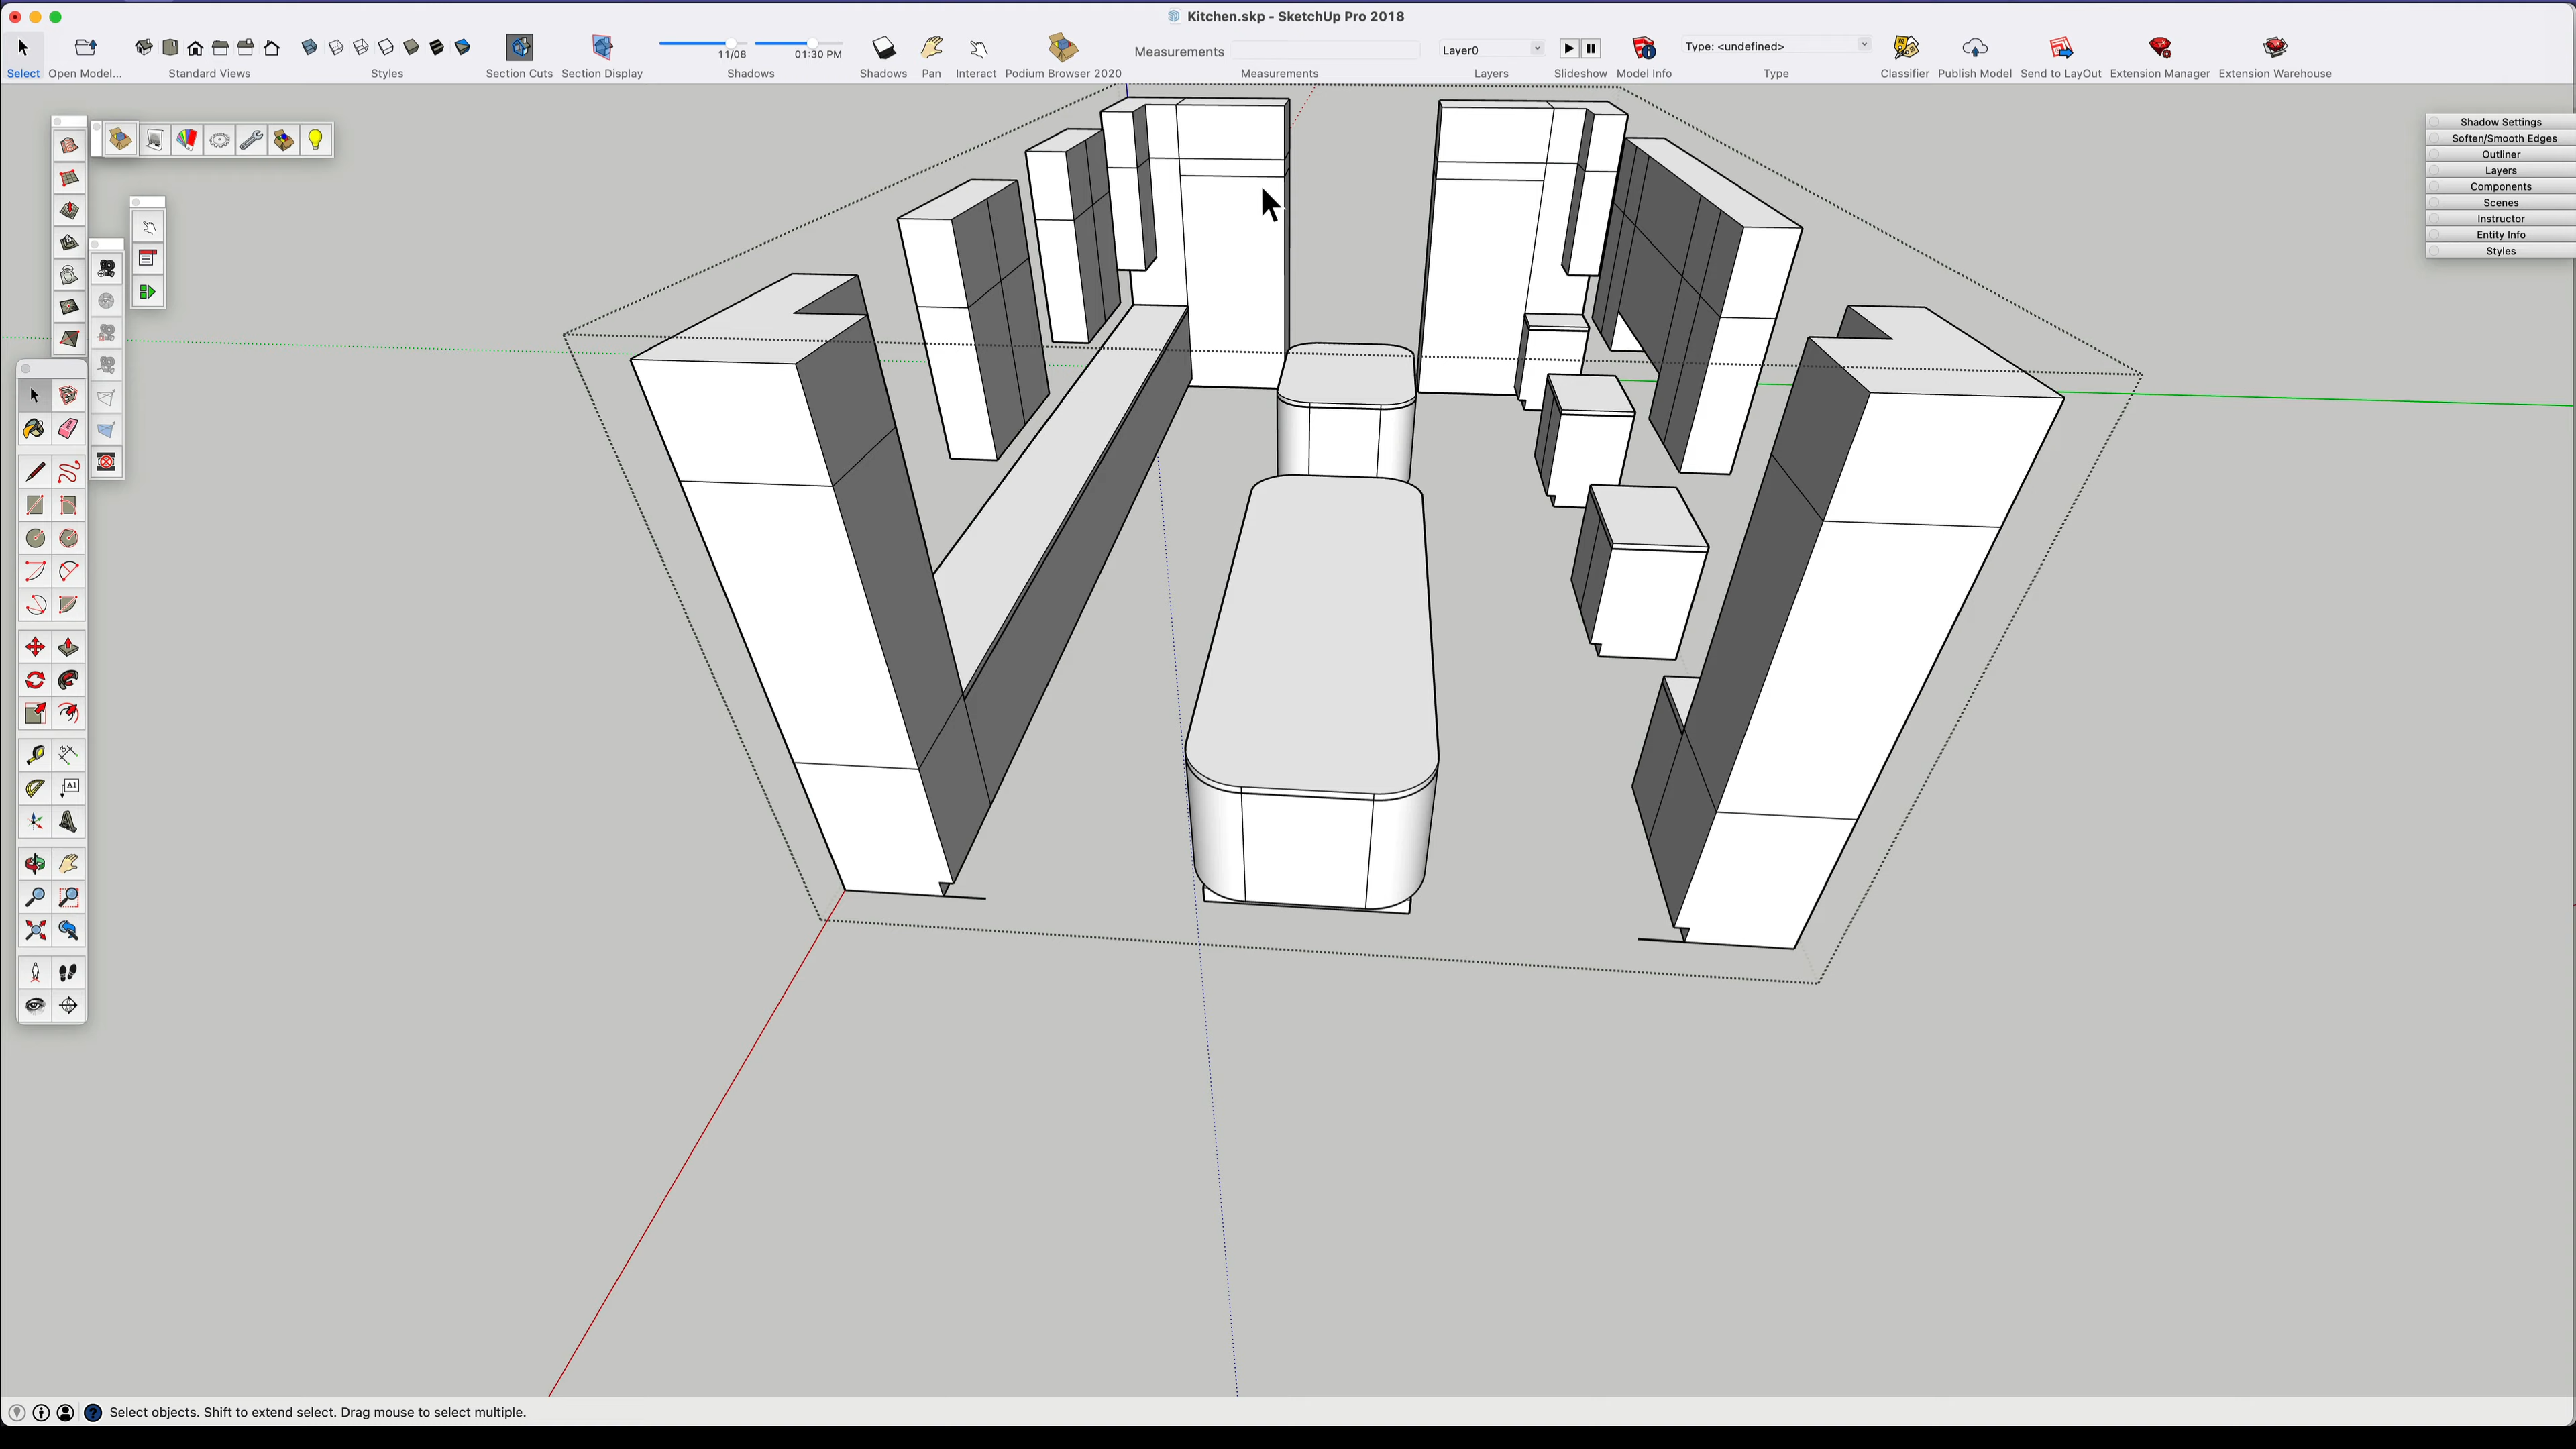 Kitchen.skp - SketchUp Pro 2018
Select
Open Model...
Standard Views
Styles
Section Cuts
Section Display
11/08
01:30 PM
Shadows
Shadows
Pan
Interact
Podium Browser 2020
Measurements
Measurements
Layer0
Layers
Slideshow
Model Info
Type: <undefined>
Type
Classifier
Publish Model
Send to LayOut
Extension Manager
Extension Warehouse
Shadow Settings
Soften/Smooth Edges
Outliner
Layers
Components
Scenes
Instructor
Entity Info
Styles
A1
Select objects. Shift to extend select. Drag mouse to select multiple.